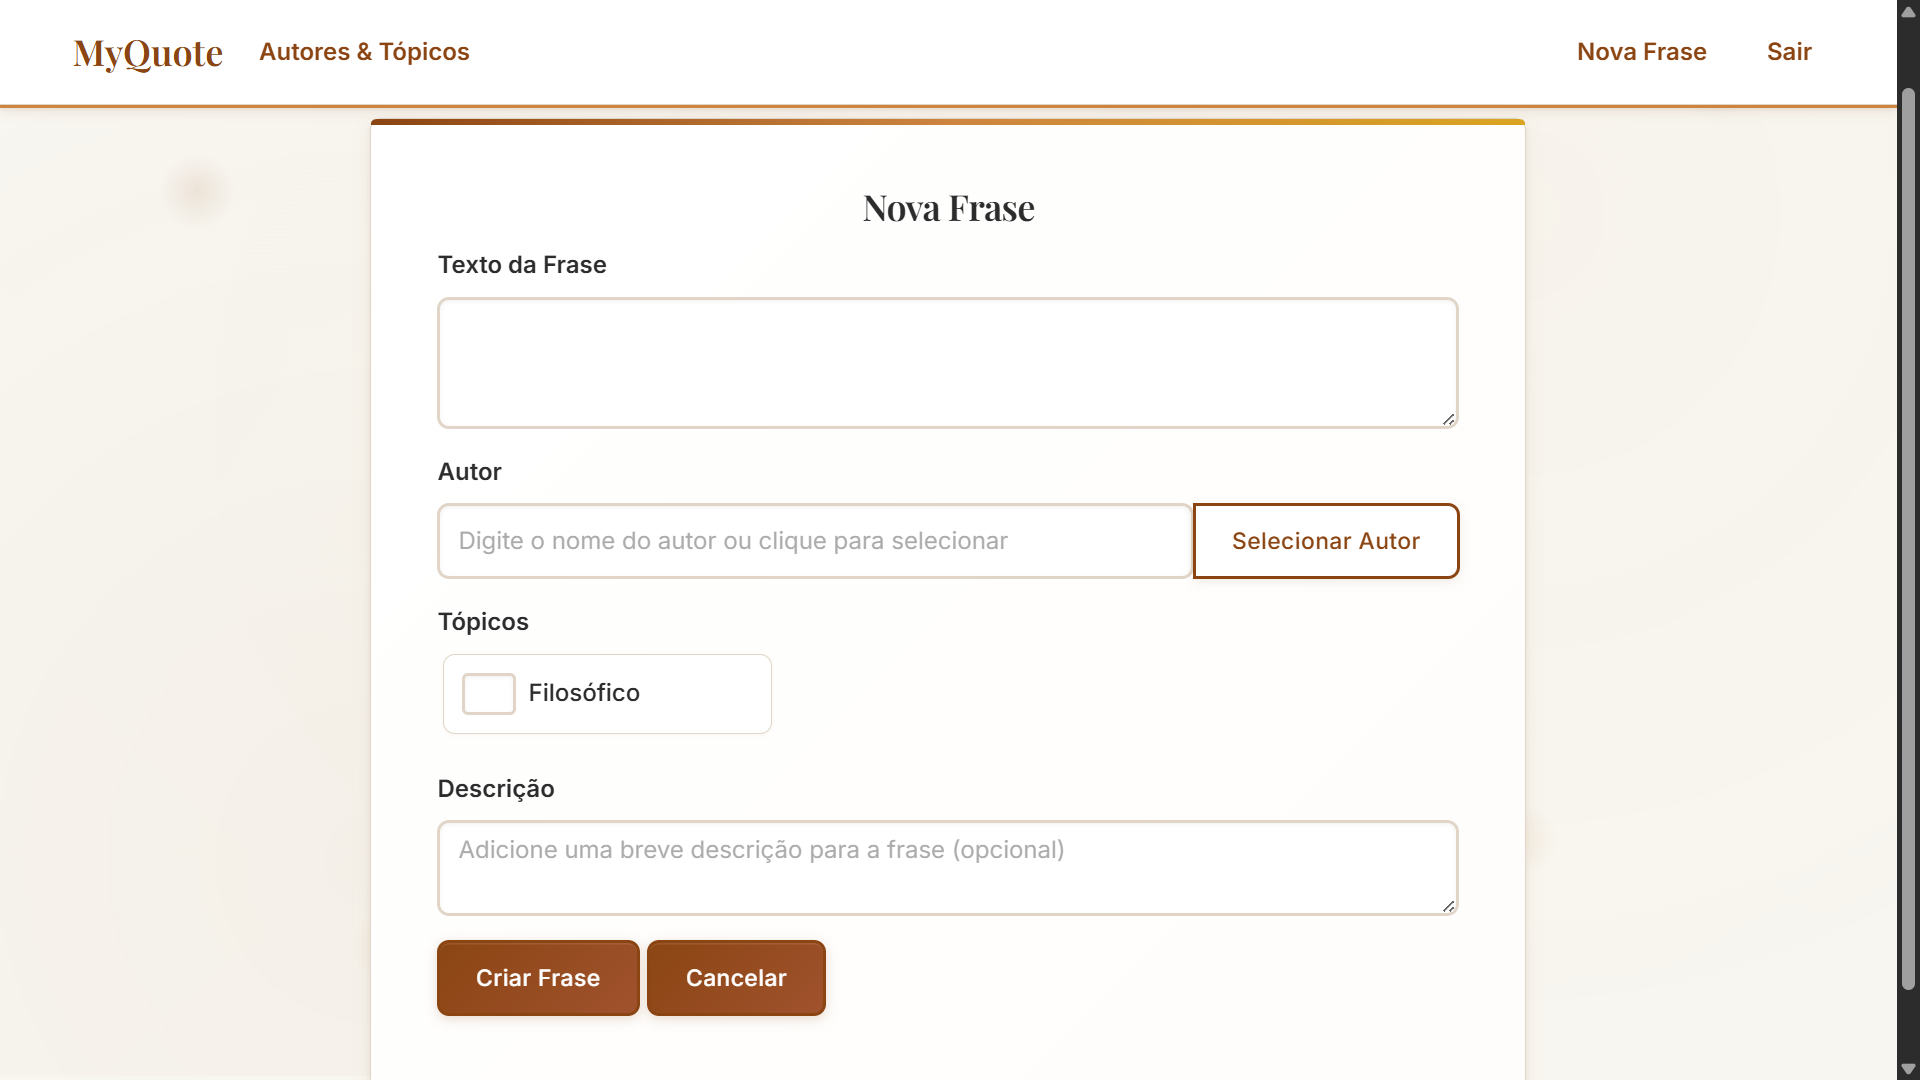 MyQuote Autores & Tópicos Nova Frase Sair
Nova Frase
Texto da Frase
Autor
Digite o nome do autor ou clique para selecionar Selecionar Autor
Tópicos
Filosófico
Descrição
Adicione uma breve descrição para a frase (opcional)
Criar Frase Cancelar